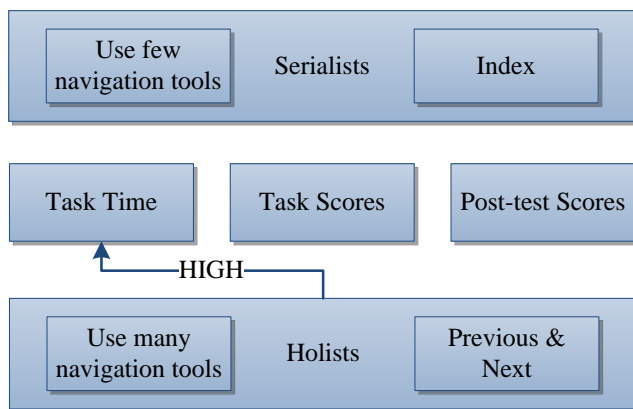 Use few
navigation tools
Serialists
Index
Task Time
Task Scores
Post-test Scores
HIGH
Use many
navigation tools
Holists
Previous &
Next